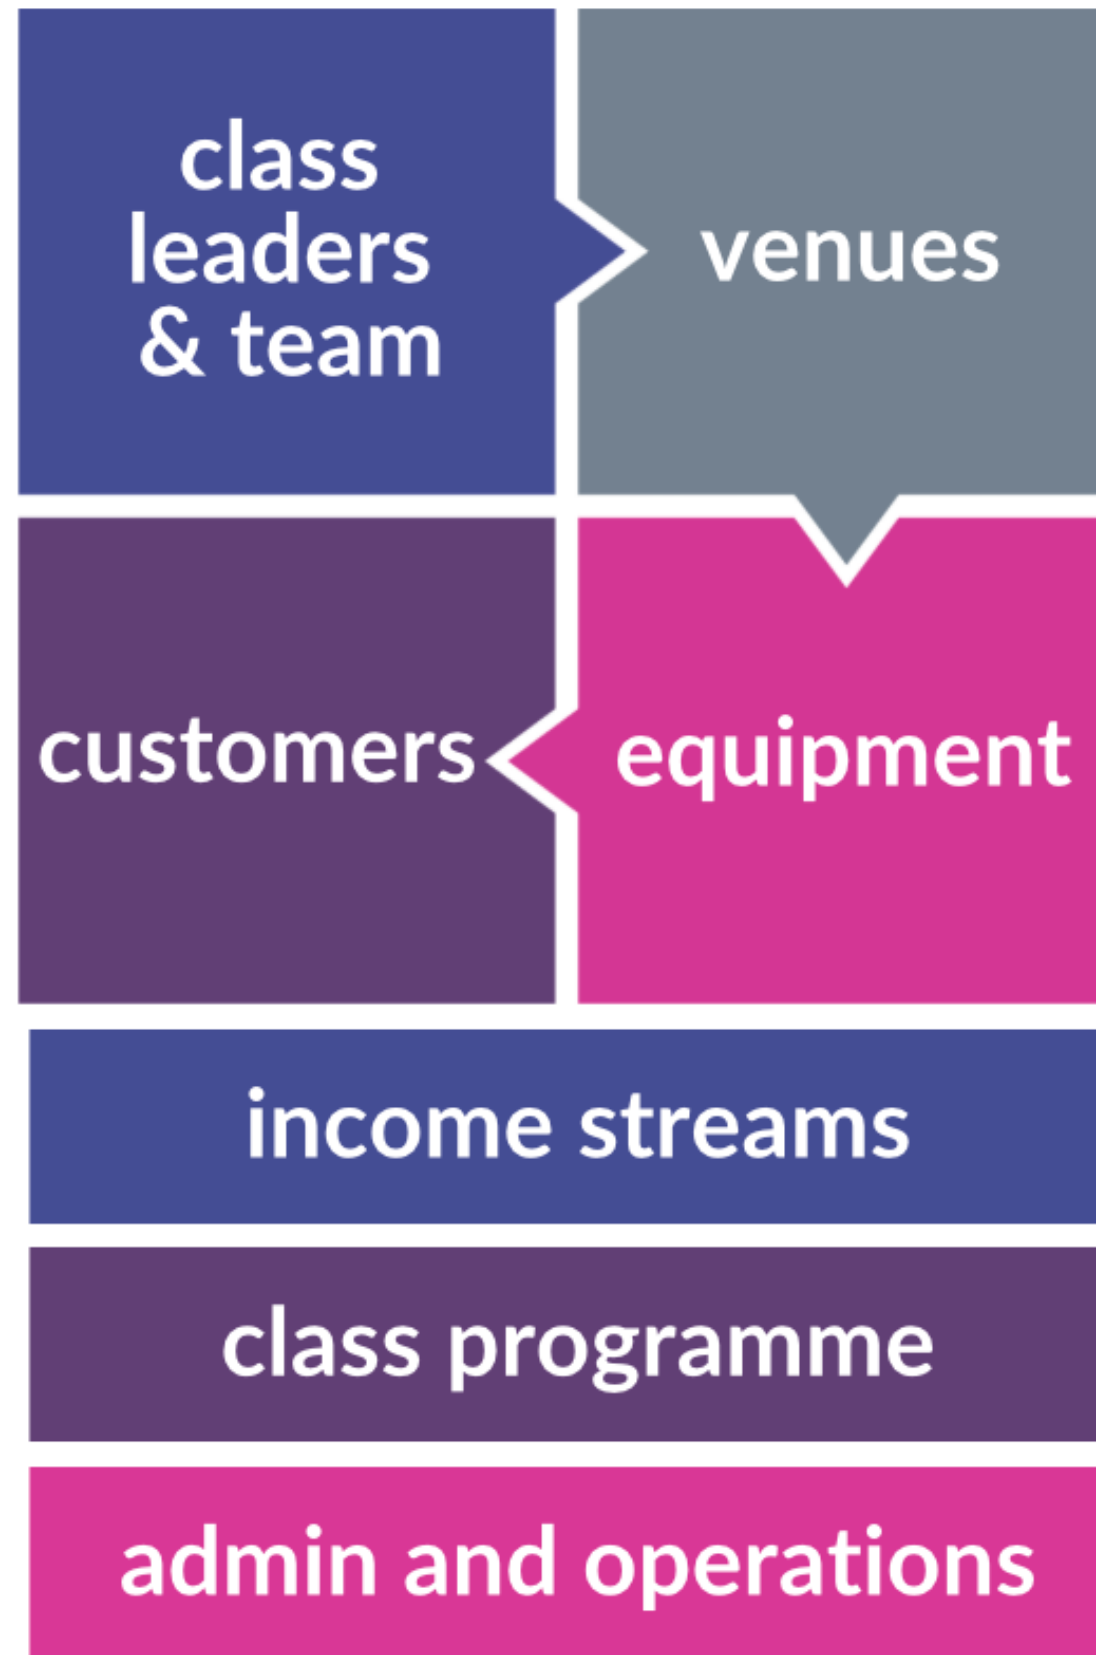 class
leaders
& team
venues
customers
equipment
income streams
class programme
admin and operations